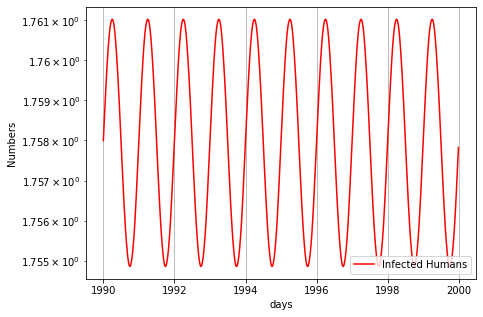 1.761 × 10⁰
1.76 × 10⁰
1.759 × 10⁰
1.758 × 10⁰
1.757 × 10⁰
1.756 × 10⁰
1.755 × 10⁰
Numbers
Infected Humans
1990 1992 1994 1996 1998 2000
days